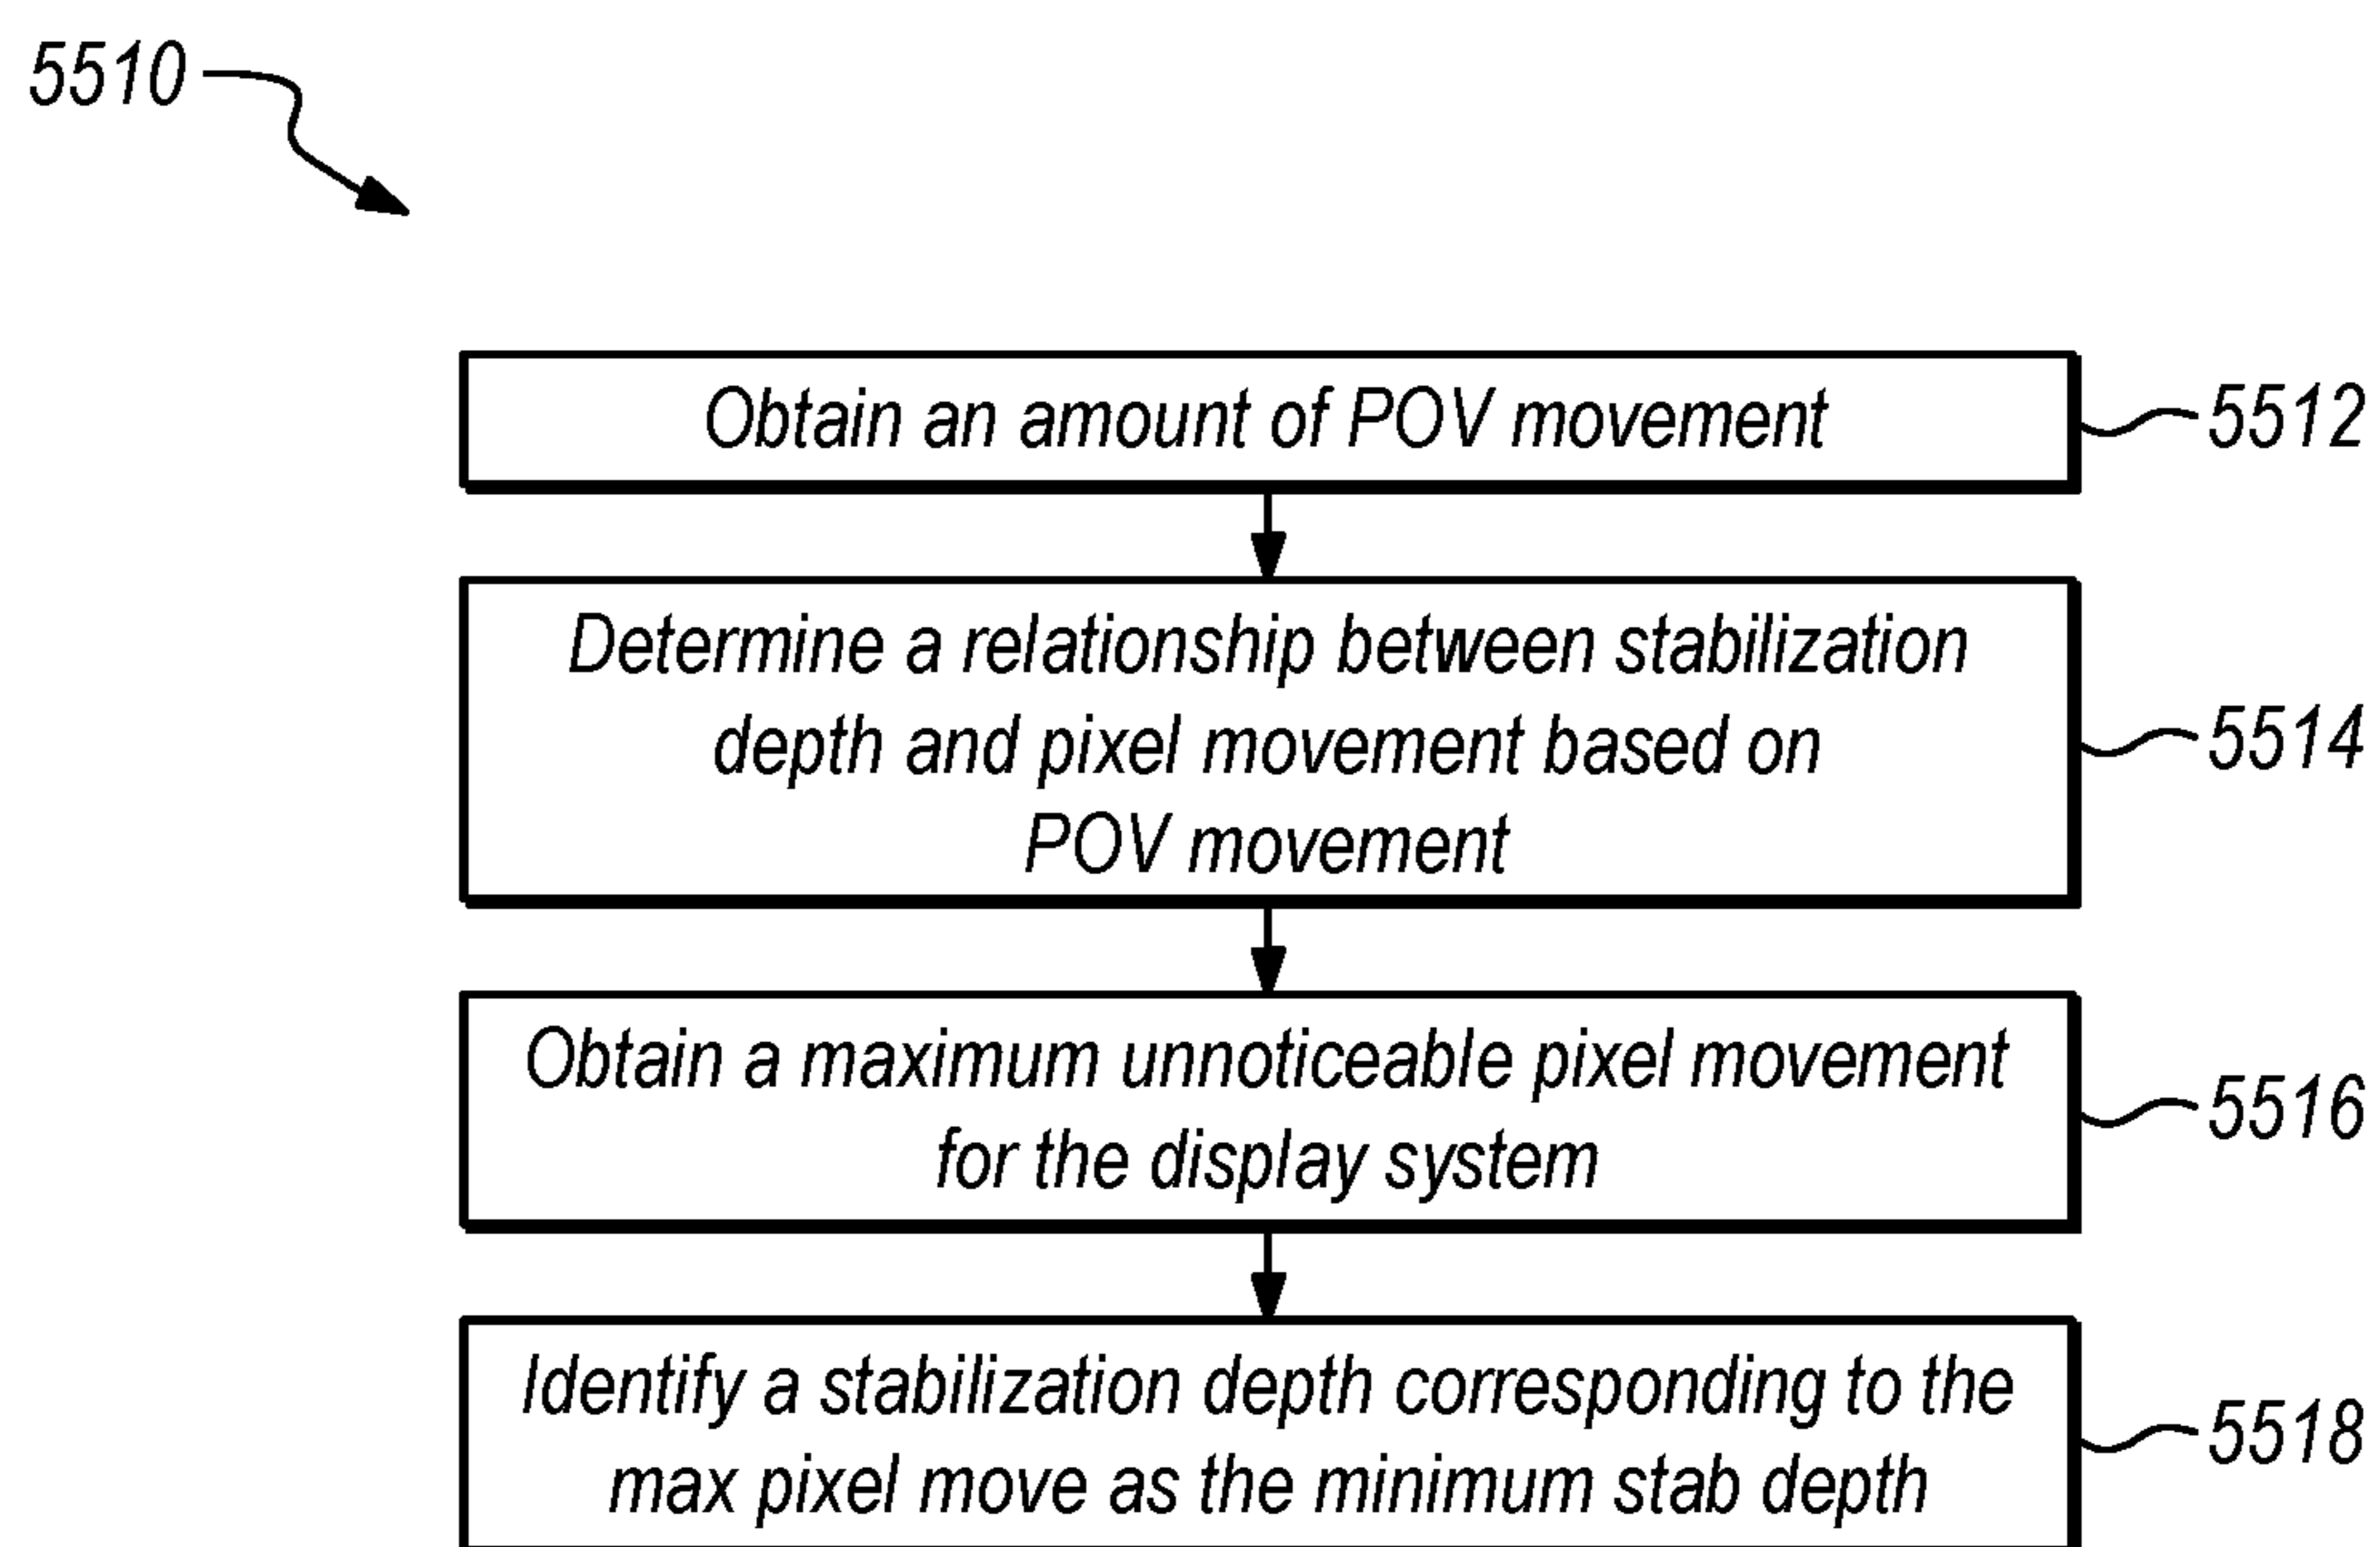 5510
Obtain an amount of POV movement
5512
Determine a relationship between stabilization
depth and pixel movement based on
POV movement
5514
Obtain a maximum unnoticeable pixel movement
for the display system
5516
Identify a stabilization depth corresponding to the
max pixel move as the minimum stab depth
5518